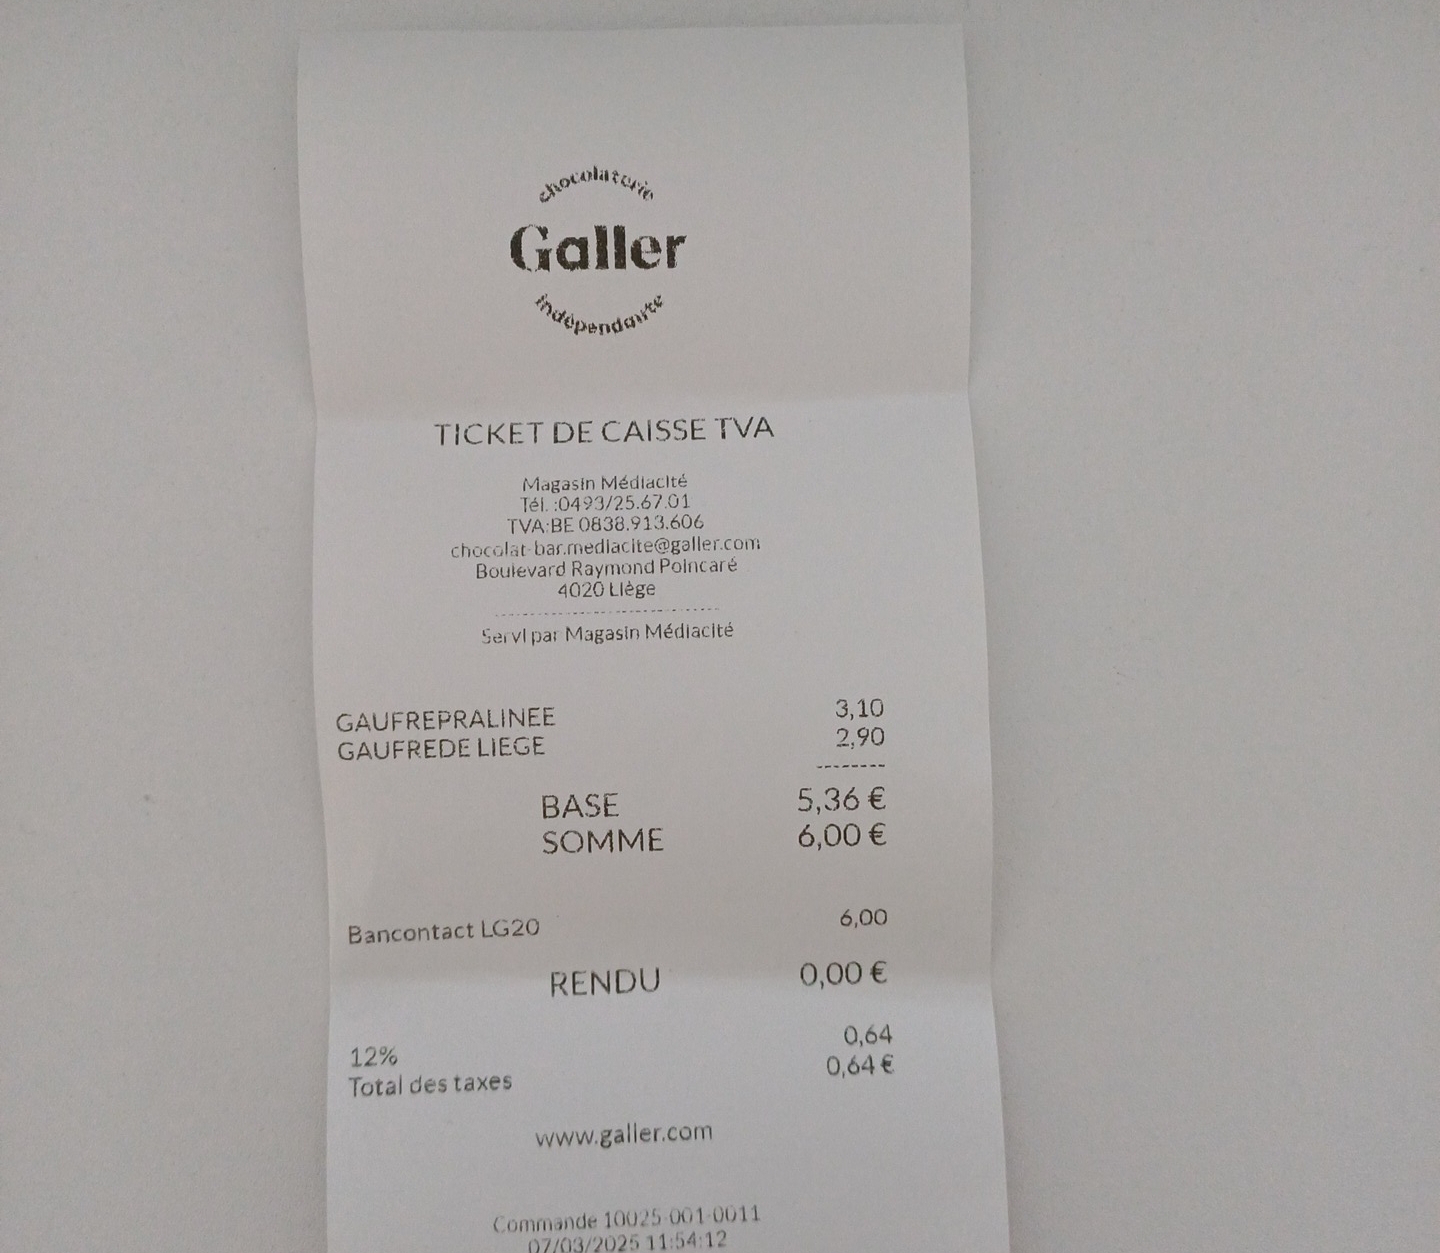 chocolaterie
Galler
indépendante
TICKET DE CAISSE TVA
Magasin Médiacité
Tél. :0493/25.67.01
TVA:BE 0838.913.606
chocolat-bar.mediacite@galler.com
Boulevard Raymond Poincaré
4020 Liège
Servi par Magasin Médiacité
GAUFREPRALINEE 3,10
GAUFREDE LIEGE 2,90
BASE 5,36 €
SOMME 6,00 €
Bancontact LG20 6,00
RENDU 0,00 €
12% 0,64
Total des taxes 0,64 €
www.galler.com
Commande 10025-001-0011
07/03/2025 11:54:12